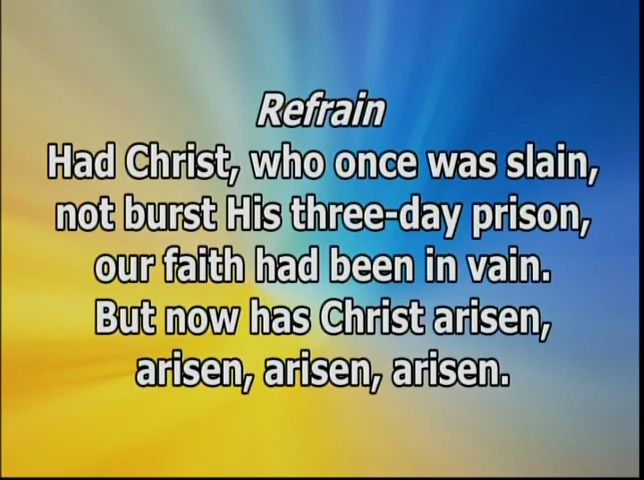 Refrain
Had Christ, who once was slain,
not burst His three-day prison,
our faith had been in vain.
But now has Christ arisen,
arisen, arisen, arisen.